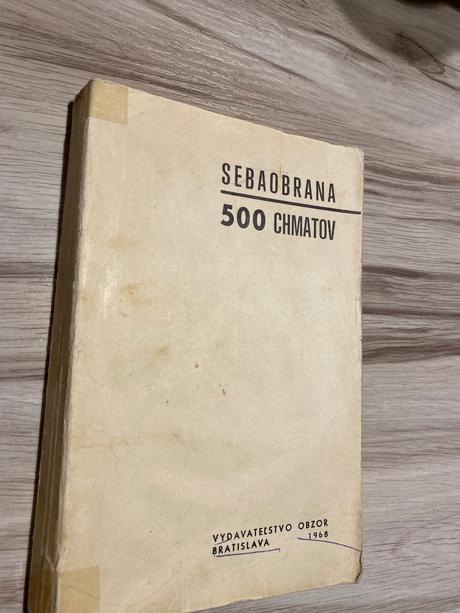 SEBAOBRANA
500 CHMATOV
VYDAVATEĽSTVO OBZOR
BRATISLAVA 1968